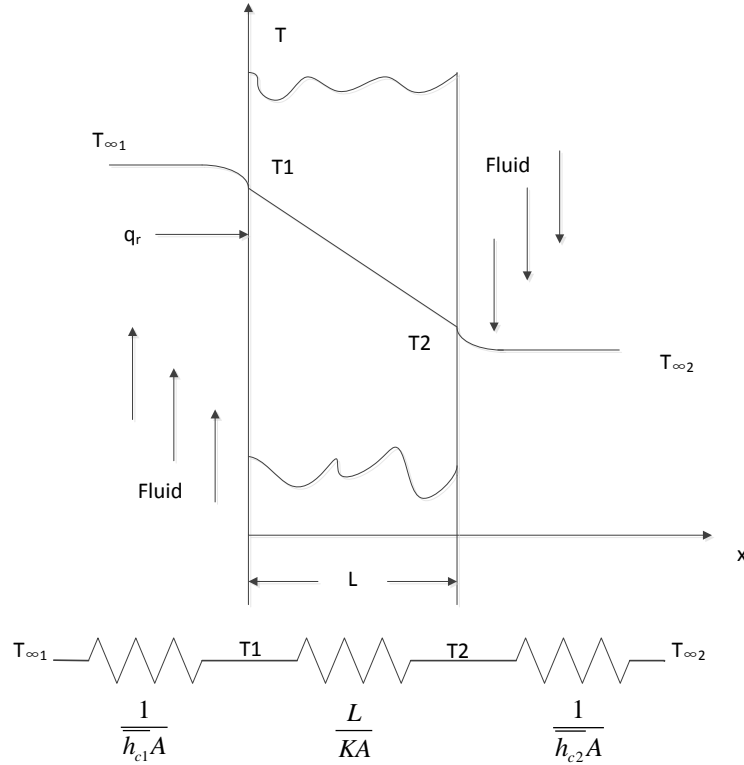 T
T∞1
T1
Fluid
qr
T2
T∞2
Fluid
x
L
T∞1 T1 T2 T∞2
1 L 1
hc1A KA hc2A